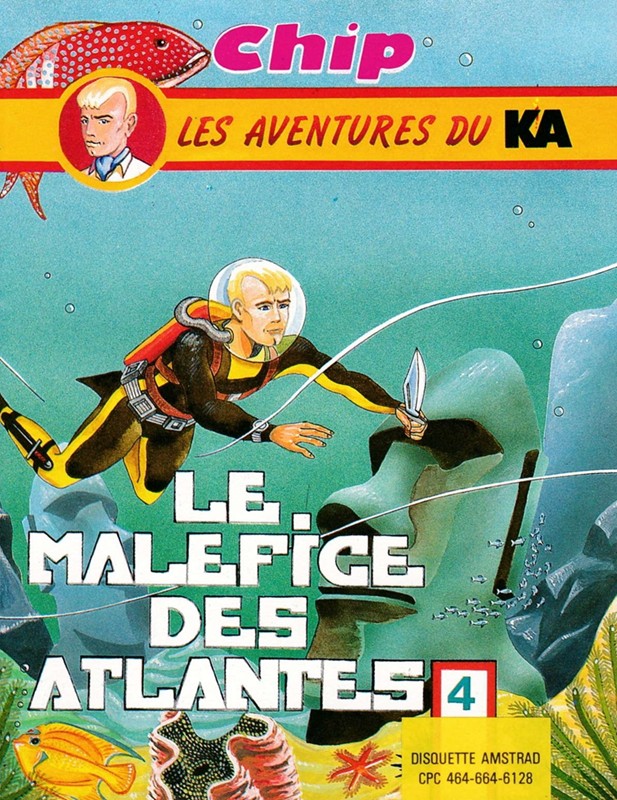 Chip
LES AVENTURES DU KA
LE
MALEFICE
DES
ATLANTES
4
DISQUETTE AMSTRAD
CPC 464-664-6128